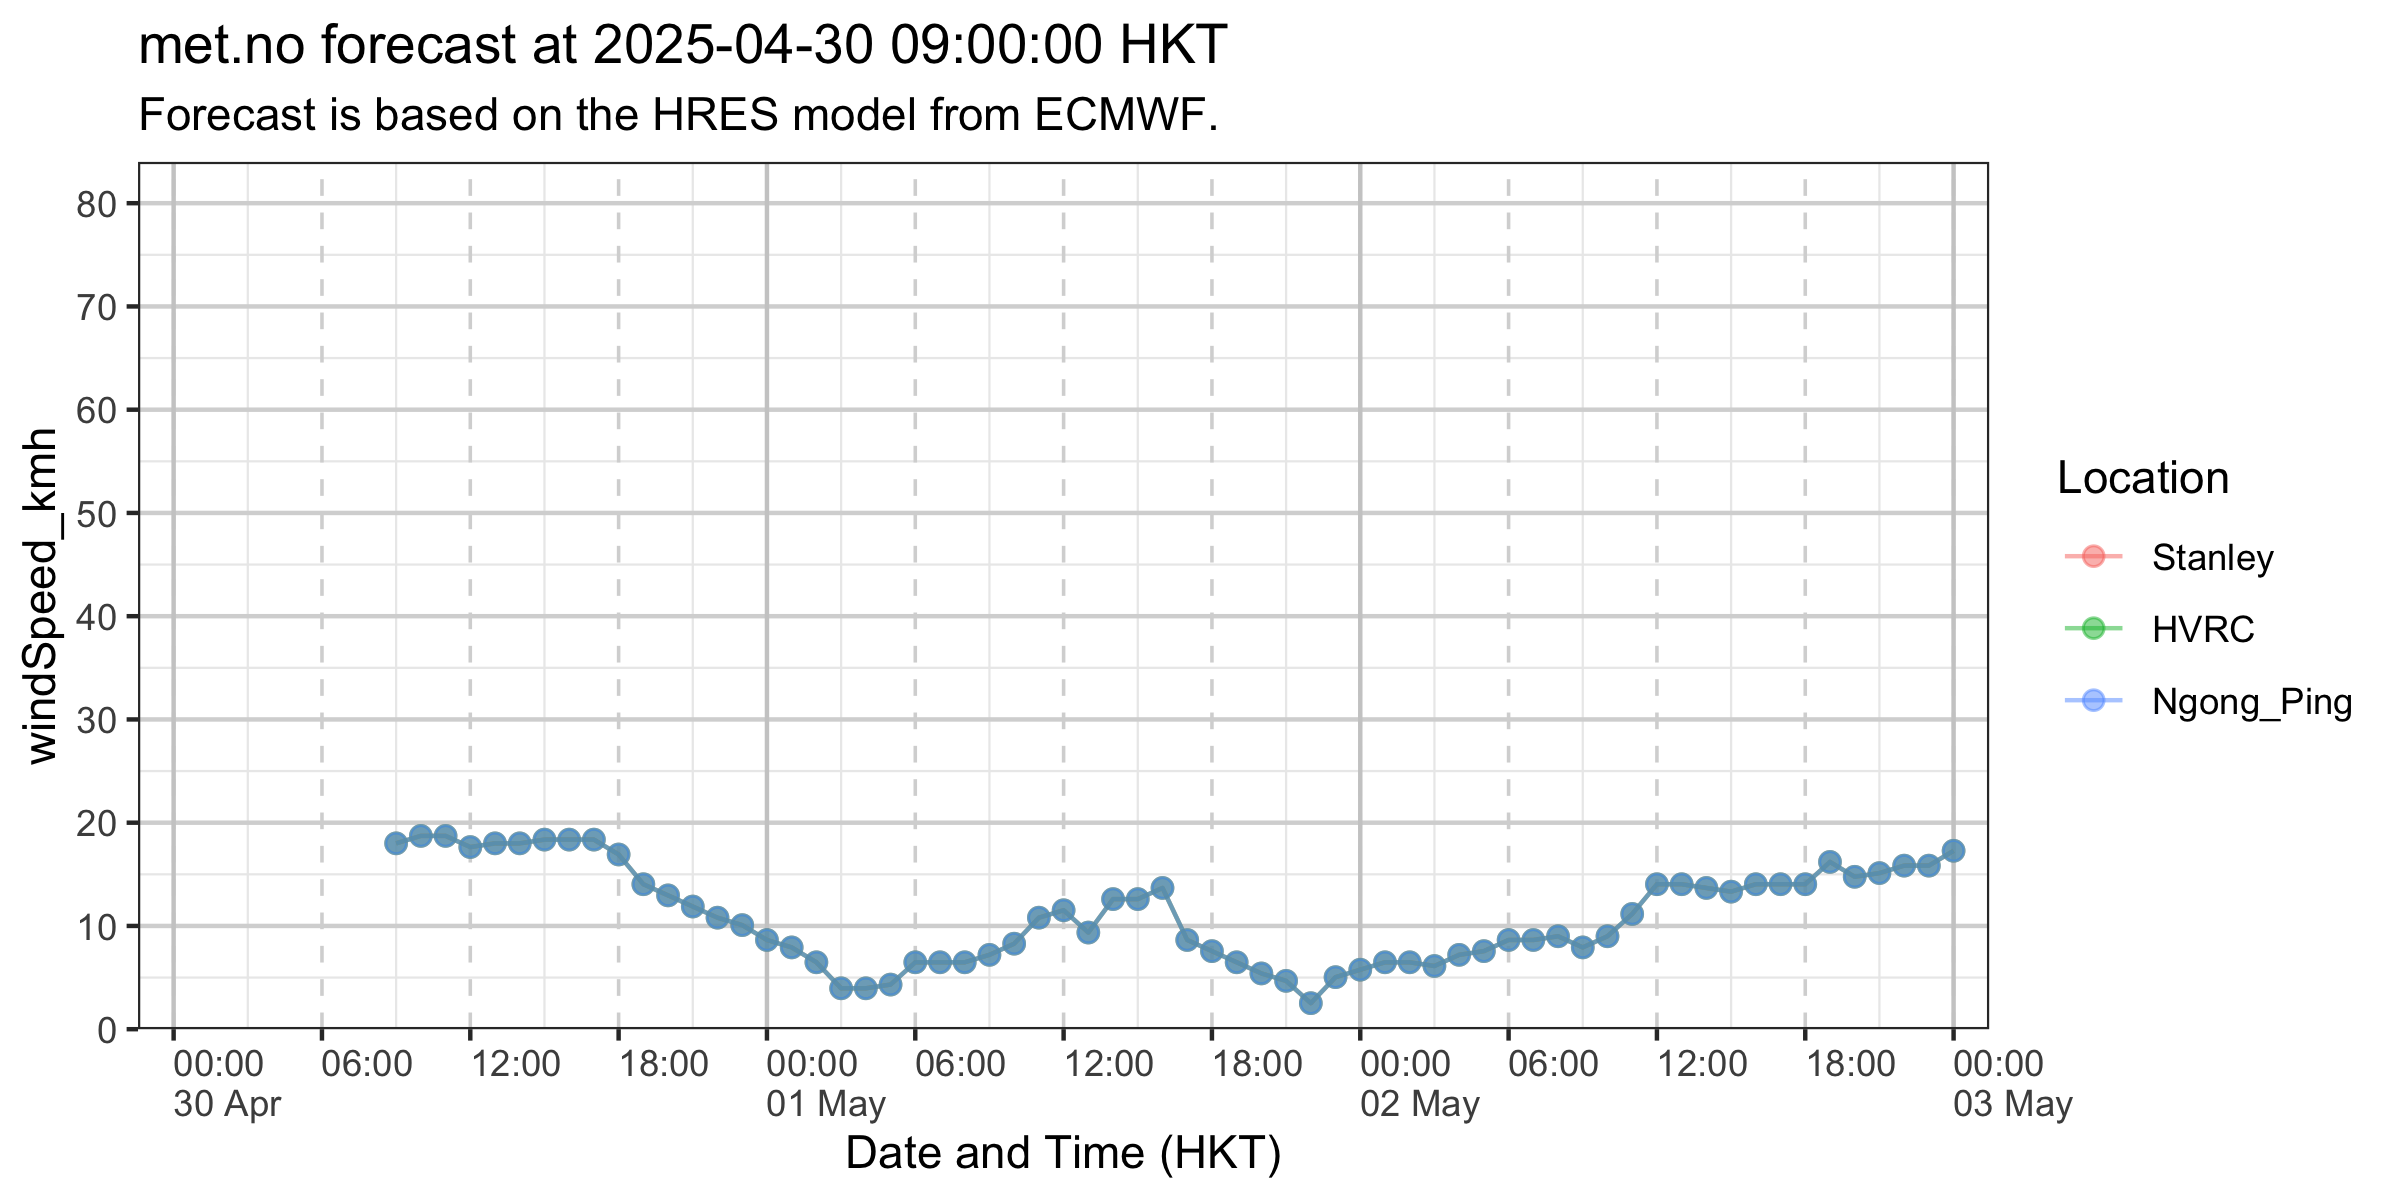 met.no forecast at 2025-04-30 09:00:00 HKT
Forecast is based on the HRES model from ECMWF.
windSpeed_kmh
80
70
60
50
40
30
20
10
0
00:00 06:00 12:00 18:00 00:00 06:00 12:00 18:00 00:00 06:00 12:00 18:00 00:00
30 Apr 01 May 02 May 03 May
Date and Time (HKT)
Location
Stanley
HVRC
Ngong_Ping